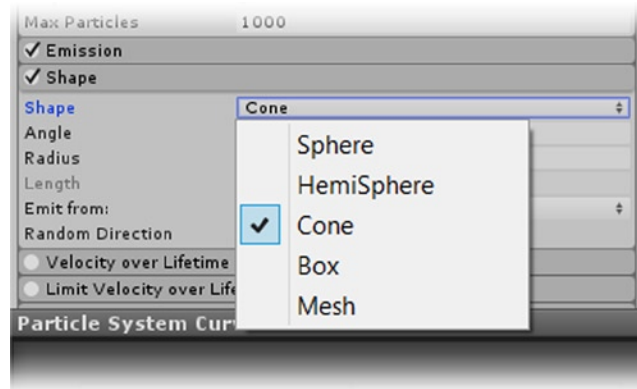 Max Particles 1000
Emission
Shape
Shape Cone
Angle
Radius
Length
Emit from:
Random Direction
Sphere
HemiSphere
Cone
Box
Mesh
Velocity over Lifetime
Limit Velocity over Life
Particle System Cur